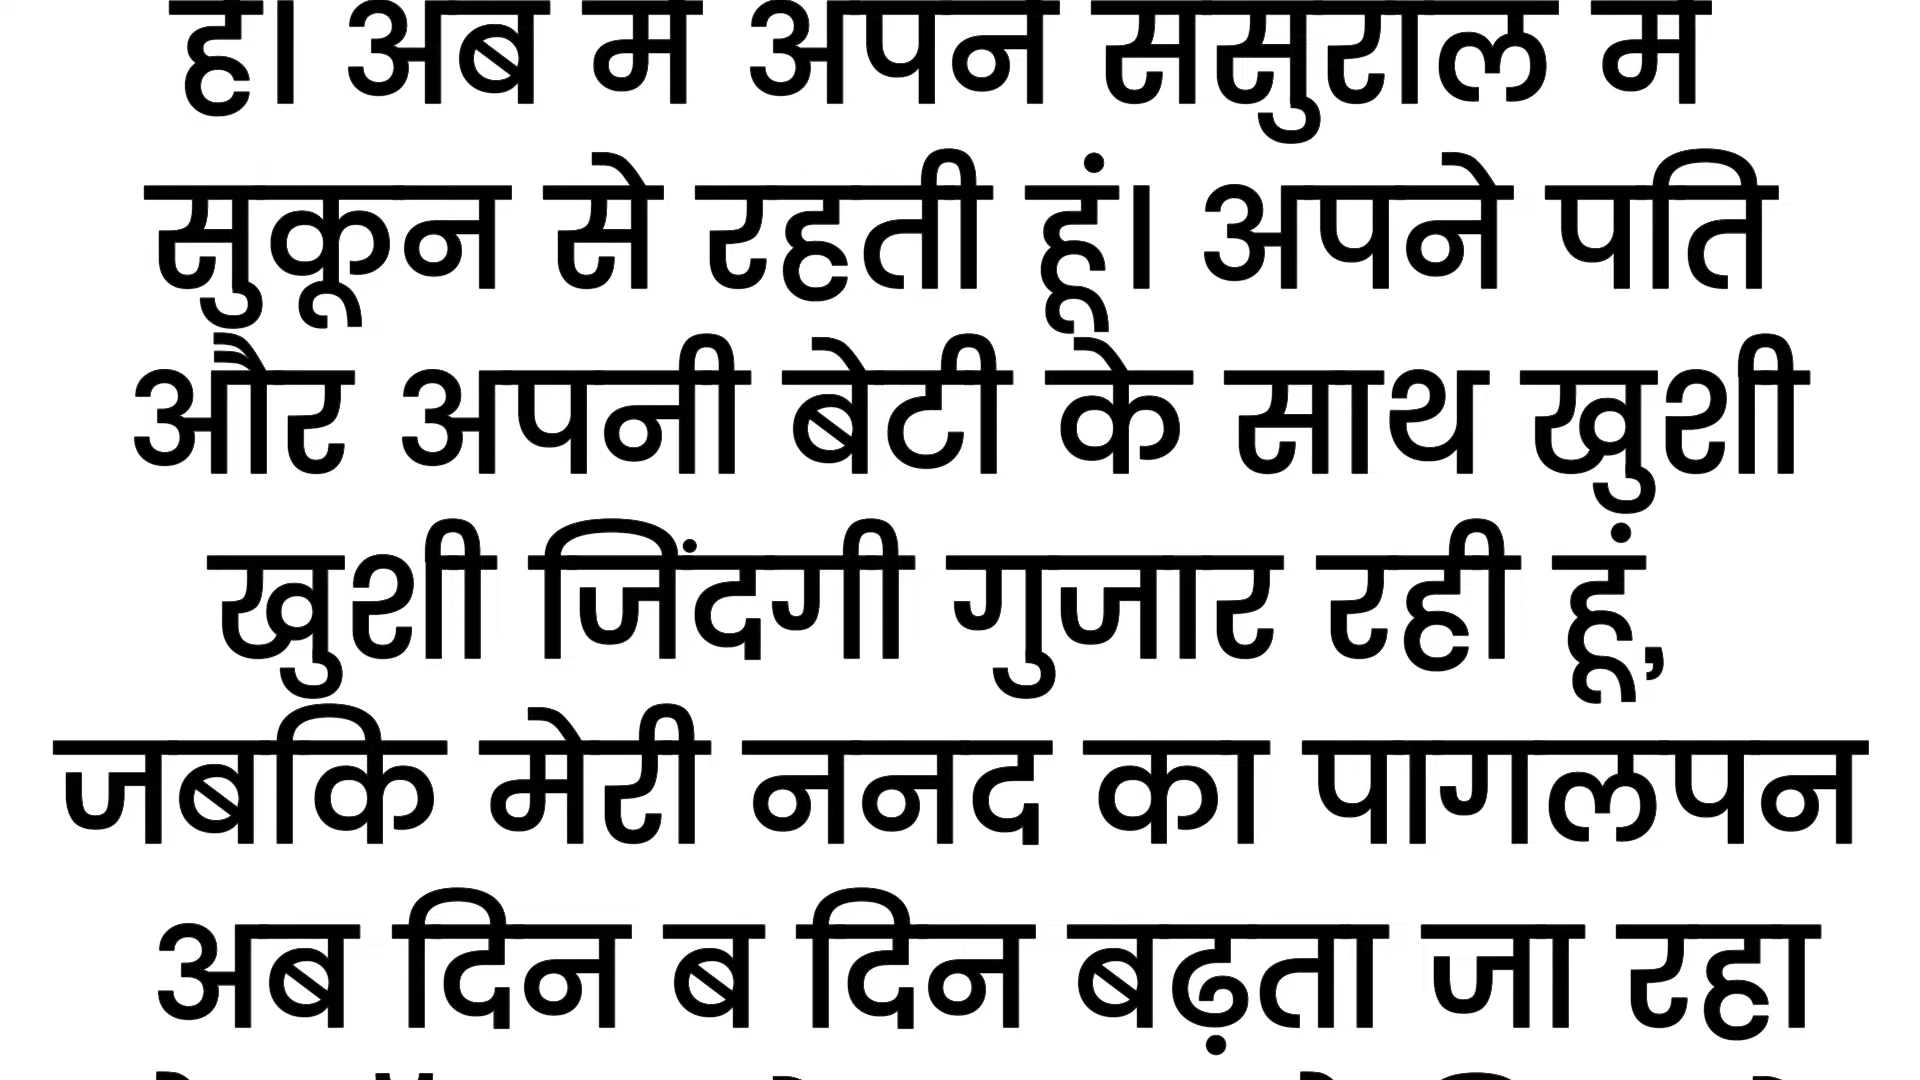 है। अब मैं अपने ससुराल में
सुकून से रहती हूं। अपने पति
और अपनी बेटी के साथ खुशी
खुशी जिंदगी गुजार रही हूं,
जबकि मेरी ननद का पागलपन
अब दिन ब दिन बढ़ता जा रहा